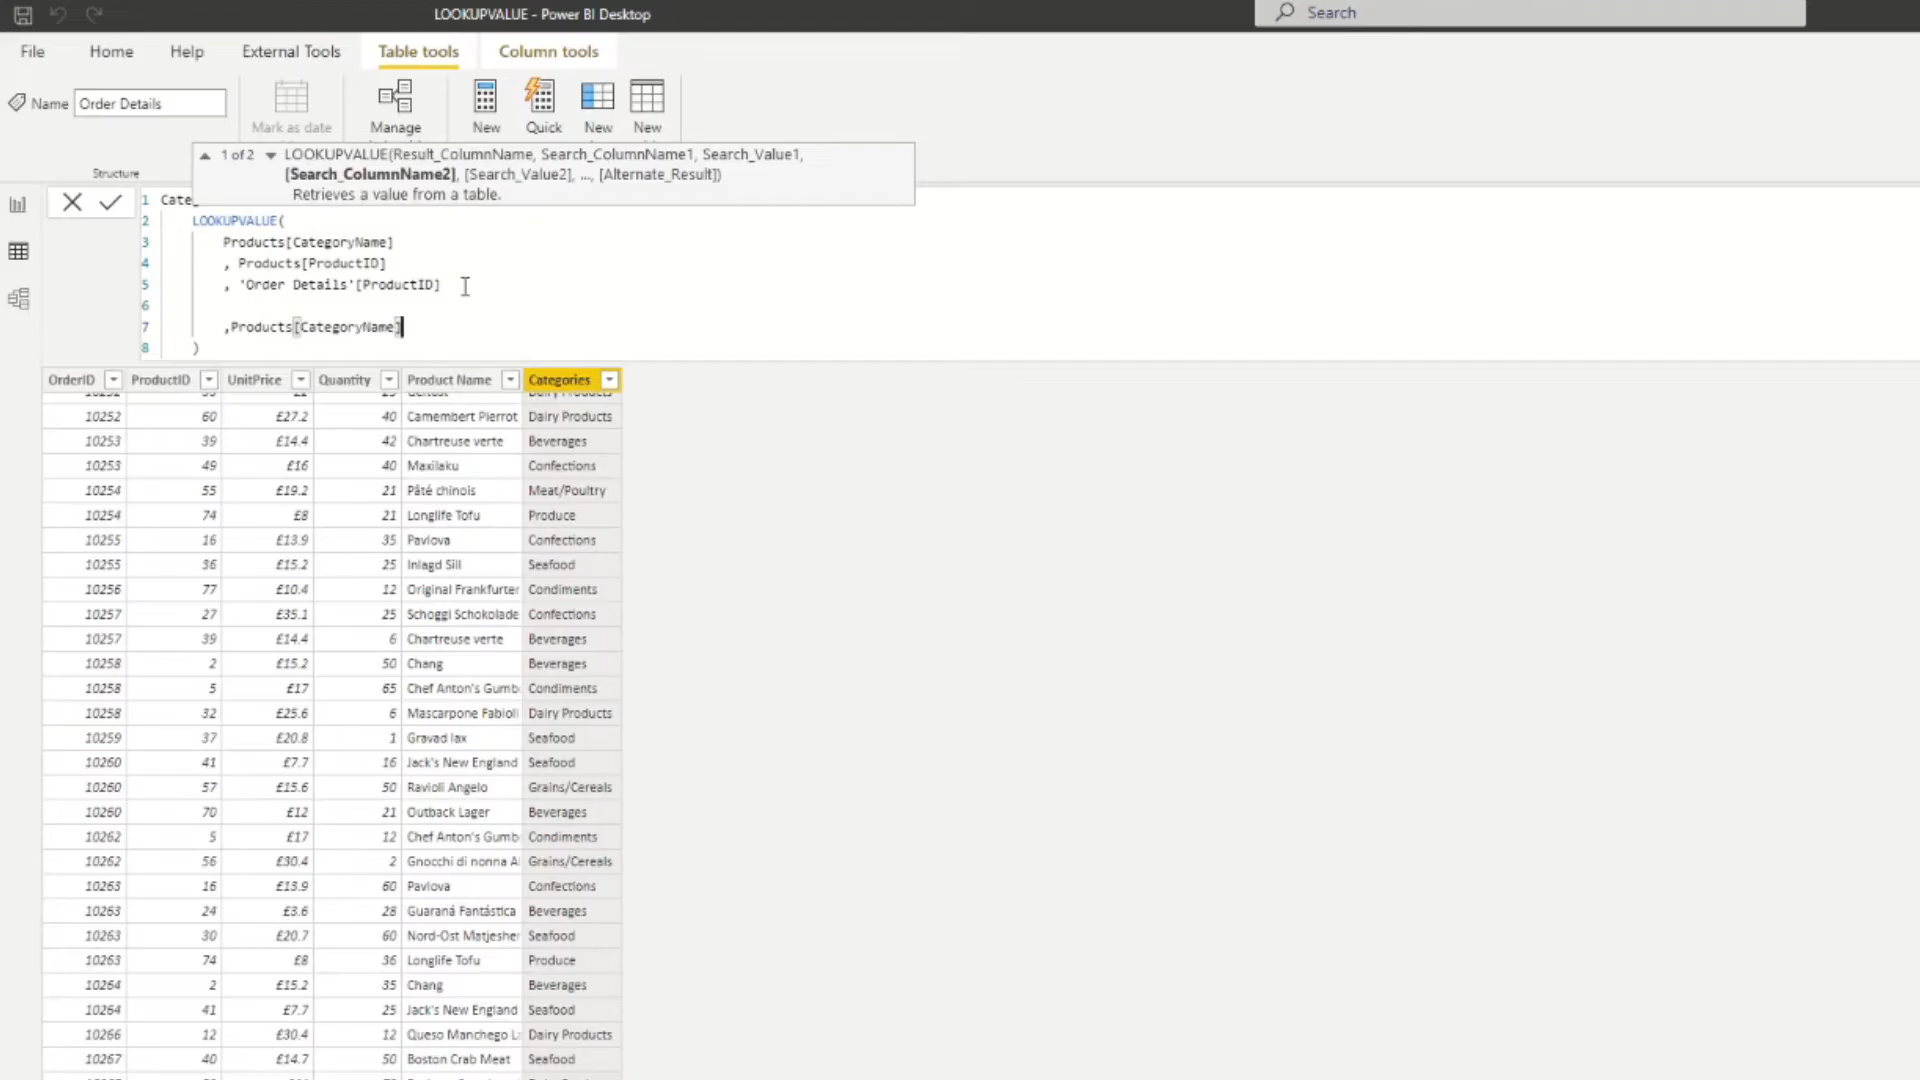 LOOKUPVALUE - Power BI Desktop
Search
File Home Help External Tools Table tools Column tools
Name Order Details
Mark as date Manage New Quick New New
Structure
1 of 2 LOOKUPVALUE(Result_ColumnName, Search_ColumnName1, Search_Value1,
[Search_ColumnName2], [Search_Value2], ..., [Alternate_Result])
Retrieves a value from a table.
1 Cate
2 LOOKUPVALUE(
3 Products[CategoryName]
4 , Products[ProductID]
5 , 'Order Details'[ProductID]
6
7 ,Products[CategoryName]
8 )
OrderID ProductID UnitPrice Quantity Product Name Categories
10252 60 £27.2 40 Camembert Pierrot Dairy Products
10253 39 £14.4 42 Chartreuse verte Beverages
10253 49 £16 40 Maxilaku Confections
10254 55 £19.2 21 Pâté chinois Meat/Poultry
10254 74 £8 21 Longlife Tofu Produce
10255 16 £13.9 35 Pavlova Confections
10255 36 £15.2 25 Inlagd Sill Seafood
10256 77 £10.4 12 Original Frankfurter Condiments
10257 27 £35.1 25 Schoggi Schokolade Confections
10257 39 £14.4 6 Chartreuse verte Beverages
10258 2 £15.2 50 Chang Beverages
10258 5 £17 65 Chef Anton's Gumb Condiments
10258 32 £25.6 6 Mascarpone Fabioli Dairy Products
10259 37 £20.8 1 Gravad lax Seafood
10260 41 £7.7 16 Jack's New England Seafood
10260 57 £15.6 50 Ravioli Angelo Grains/Cereals
10260 70 £12 21 Outback Lager Beverages
10262 5 £17 12 Chef Anton's Gumb Condiments
10262 56 £30.4 2 Gnocchi di nonna Al Grains/Cereals
10263 16 £13.9 60 Pavlova Confections
10263 24 £3.6 28 Guaraná Fantástica Beverages
10263 30 £20.7 60 Nord-Ost Matjesher Seafood
10263 74 £8 36 Longlife Tofu Produce
10264 2 £15.2 35 Chang Beverages
10264 41 £7.7 25 Jack's New England Seafood
10266 12 £30.4 12 Queso Manchego L Dairy Products
10267 40 £14.7 50 Boston Crab Meat Seafood